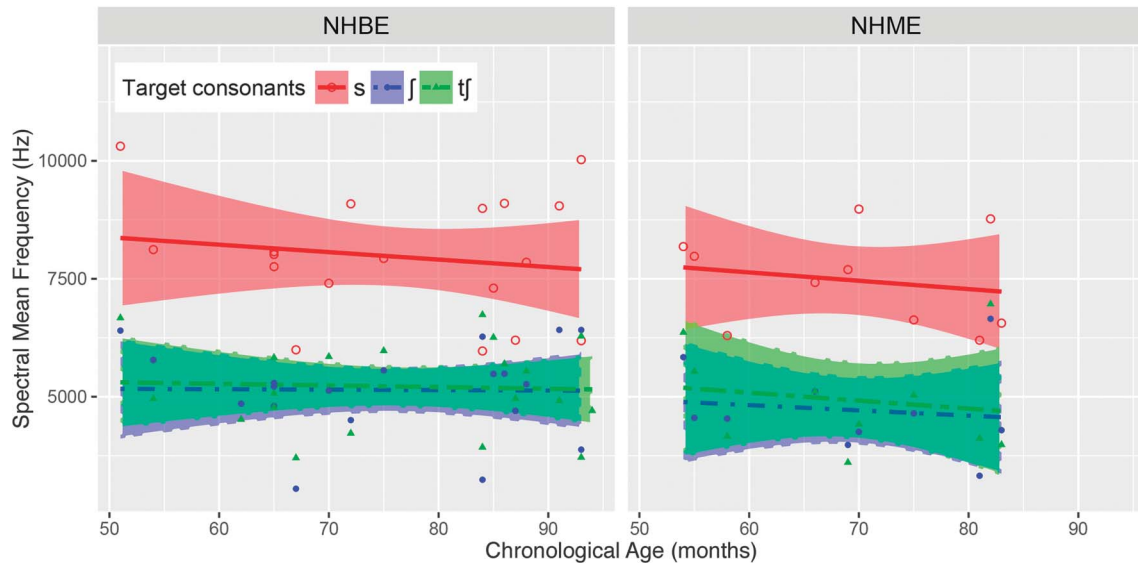 NHBE
NHME
Target consonants s ʃ tʃ
Spectral Mean Frequency (Hz)
10000
7500
5000
50 60 70 80 90
50 60 70 80 90
Chronological Age (months)